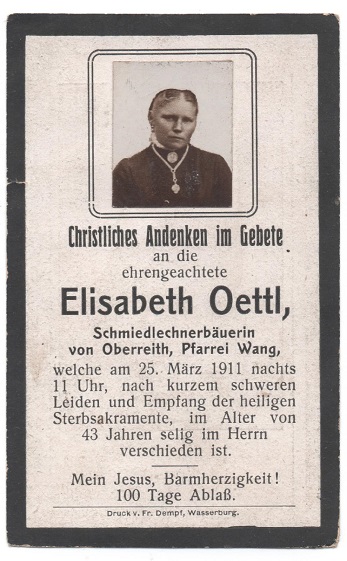 Christliches Andenken im Gebete
an die
ehrengeachtete
Elisabeth Oettl,
Schmiedlechnerbäuerin
von Oberreith, Pfarrei Wang,
welche am 25. März 1911 nachts
11 Uhr, nach kurzem schweren
Leiden und Empfang der heiligen
Sterbsakramente, im Alter von
43 Jahren selig im Herrn
verschieden ist.
Mein Jesus, Barmherzigkeit!
100 Tage Ablaß.
Druck v. Fr. Dempf, Wasserburg.